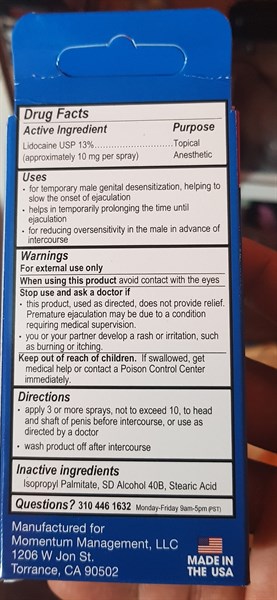 Drug Facts
Active Ingredient Purpose
Lidocaine USP 13%......................Topical
(approximately 10 mg per spray) Anesthetic
Uses
• for temporary male genital desensitization, helping to
slow the onset of ejaculation
• helps in temporarily prolonging the time until
ejaculation
• for reducing oversensitivity in the male in advance of
intercourse
Warnings
For external use only
When using this product avoid contact with the eyes
Stop use and ask a doctor if
• this product, used as directed, does not provide relief.
Premature ejaculation may be due to a condition
requiring medical supervision.
• you or your partner develop a rash or irritation, such
as burning or itching.
Keep out of reach of children. If swallowed, get
medical help or contact a Poison Control Center
immediately.
Directions
• apply 3 or more sprays, not to exceed 10, to head
and shaft of penis before intercourse, or use as
directed by a doctor
• wash product off after intercourse
Inactive ingredients
Isopropyl Palmitate, SD Alcohol 40B, Stearic Acid
Questions? 310 446 1632 Monday-Friday 9am-5pm (PST)
Manufactured for
Momentum Management, LLC
1206 W Jon St.
Torrance, CA 90502
MADE IN
THE USA